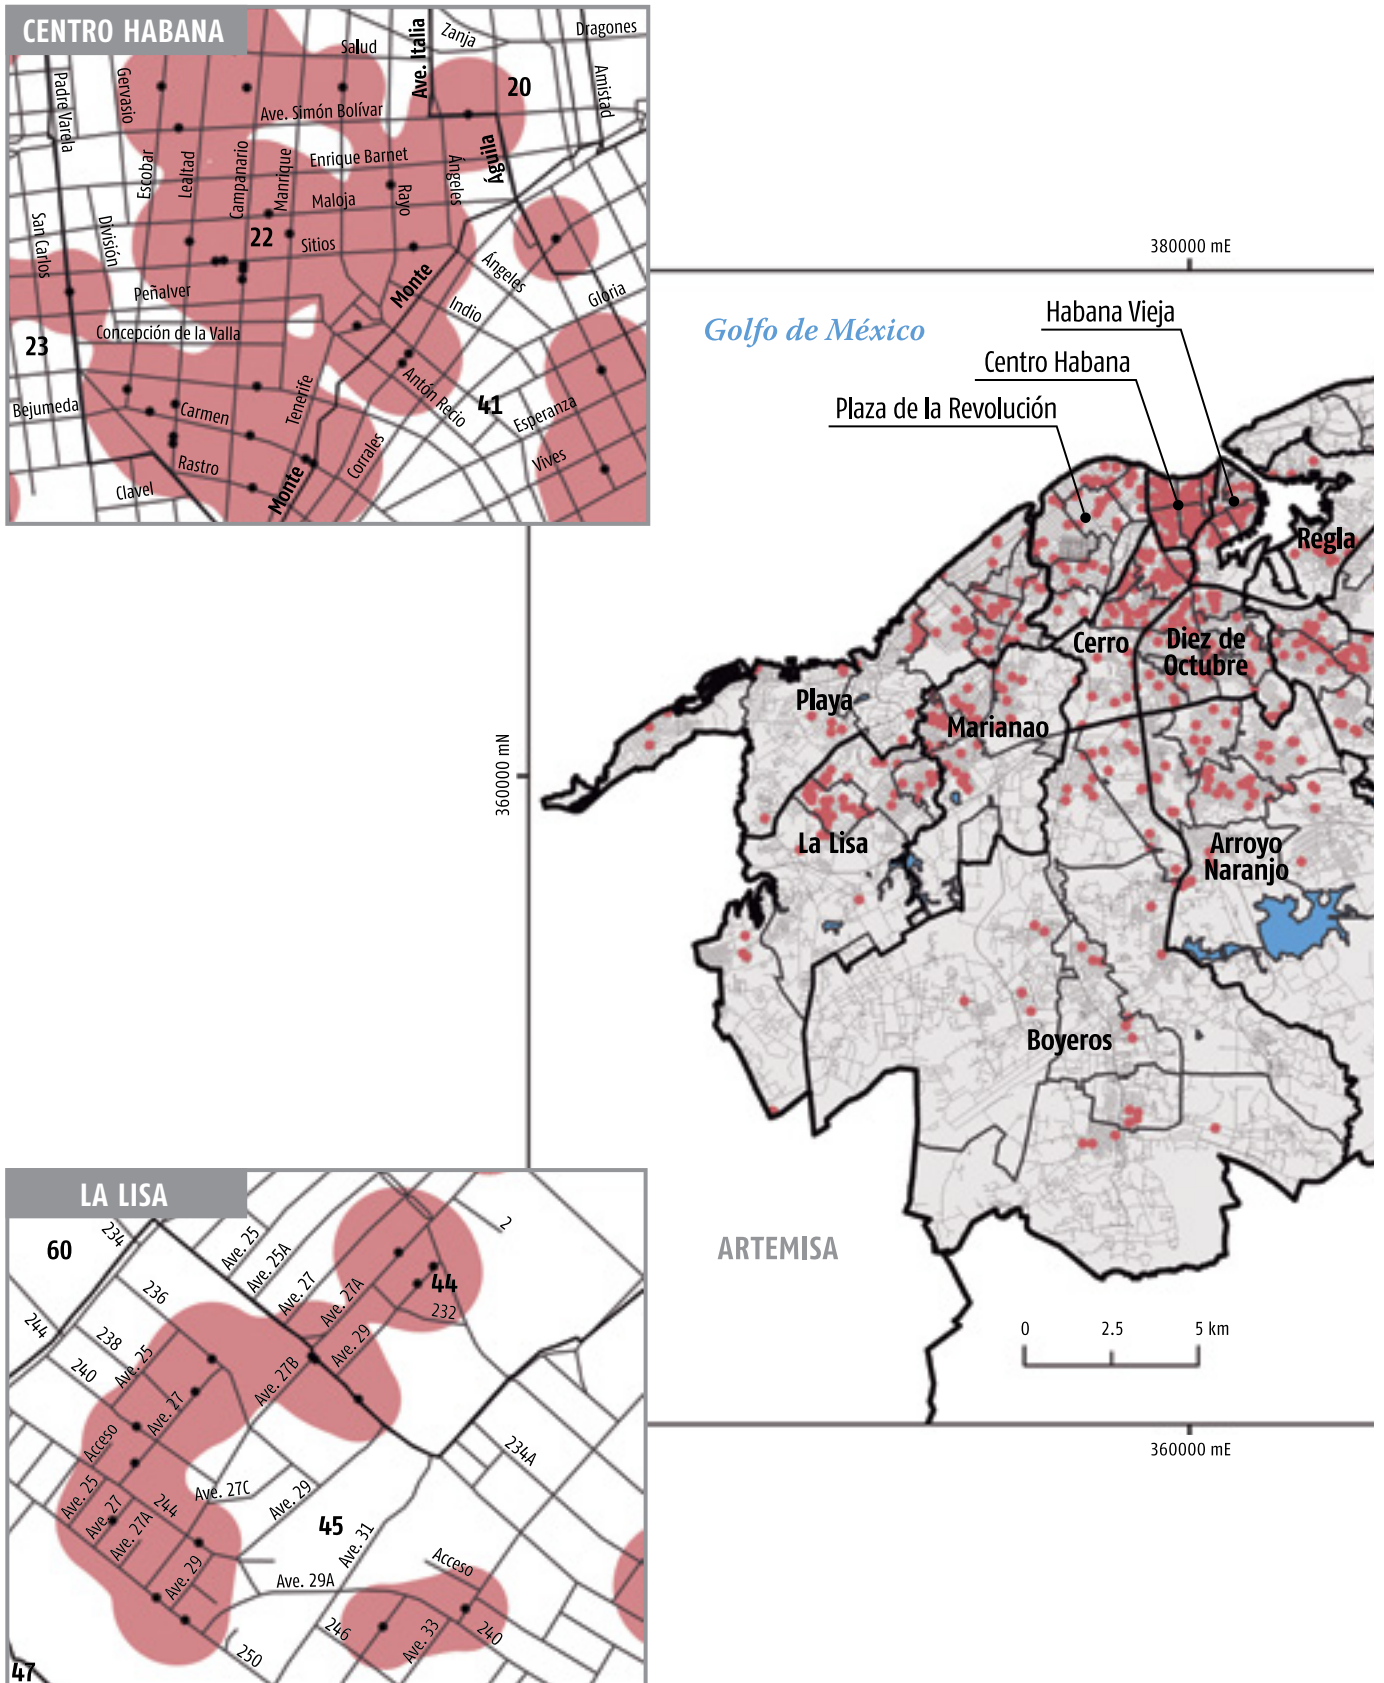 CENTRO HABANA
Padre Varela
Gervasio
Salud
Ave. Italia
Zanja
Dragones
20
Amistad
Ave. Simón Bolívar
Escobar
Lealtad
Campanario
Manrique
Enrique Barnet
Rayo
Ángeles
Águila
Maloja
San Carlos
División
22
Sitios
Peñalver
Monte
Ángeles
Indio
Gloria
Concepción de la Valla
23
Tenerife
Antón Recio
41
Esperanza
Bejumeda
Carmen
Corrales
Vives
Rastro
Clavel
Monte
380000 mE
Golfo de México
Habana Vieja
Centro Habana
Plaza de la Revolución
Regla
Cerro
Diez de
Octubre
Playa
Marianao
360000 mN
La Lisa
Arroyo
Naranjo
Boyeros
ARTEMISA
0
2.5
5 km
360000 mE
LA LISA
60
234
Ave. 25
Ave. 25A
Ave. 27
Ave. 27A
2
44
232
236
244
238
240
Ave. 25
Ave. 27
Ave. 27B
Ave. 29
Acceso
Ave. 25
Ave. 27
Ave. 27A
244
Ave. 27C
Ave. 29
234A
45
Ave. 31
Ave. 29
Ave. 29A
Acceso
246
Ave. 33
240
250
47